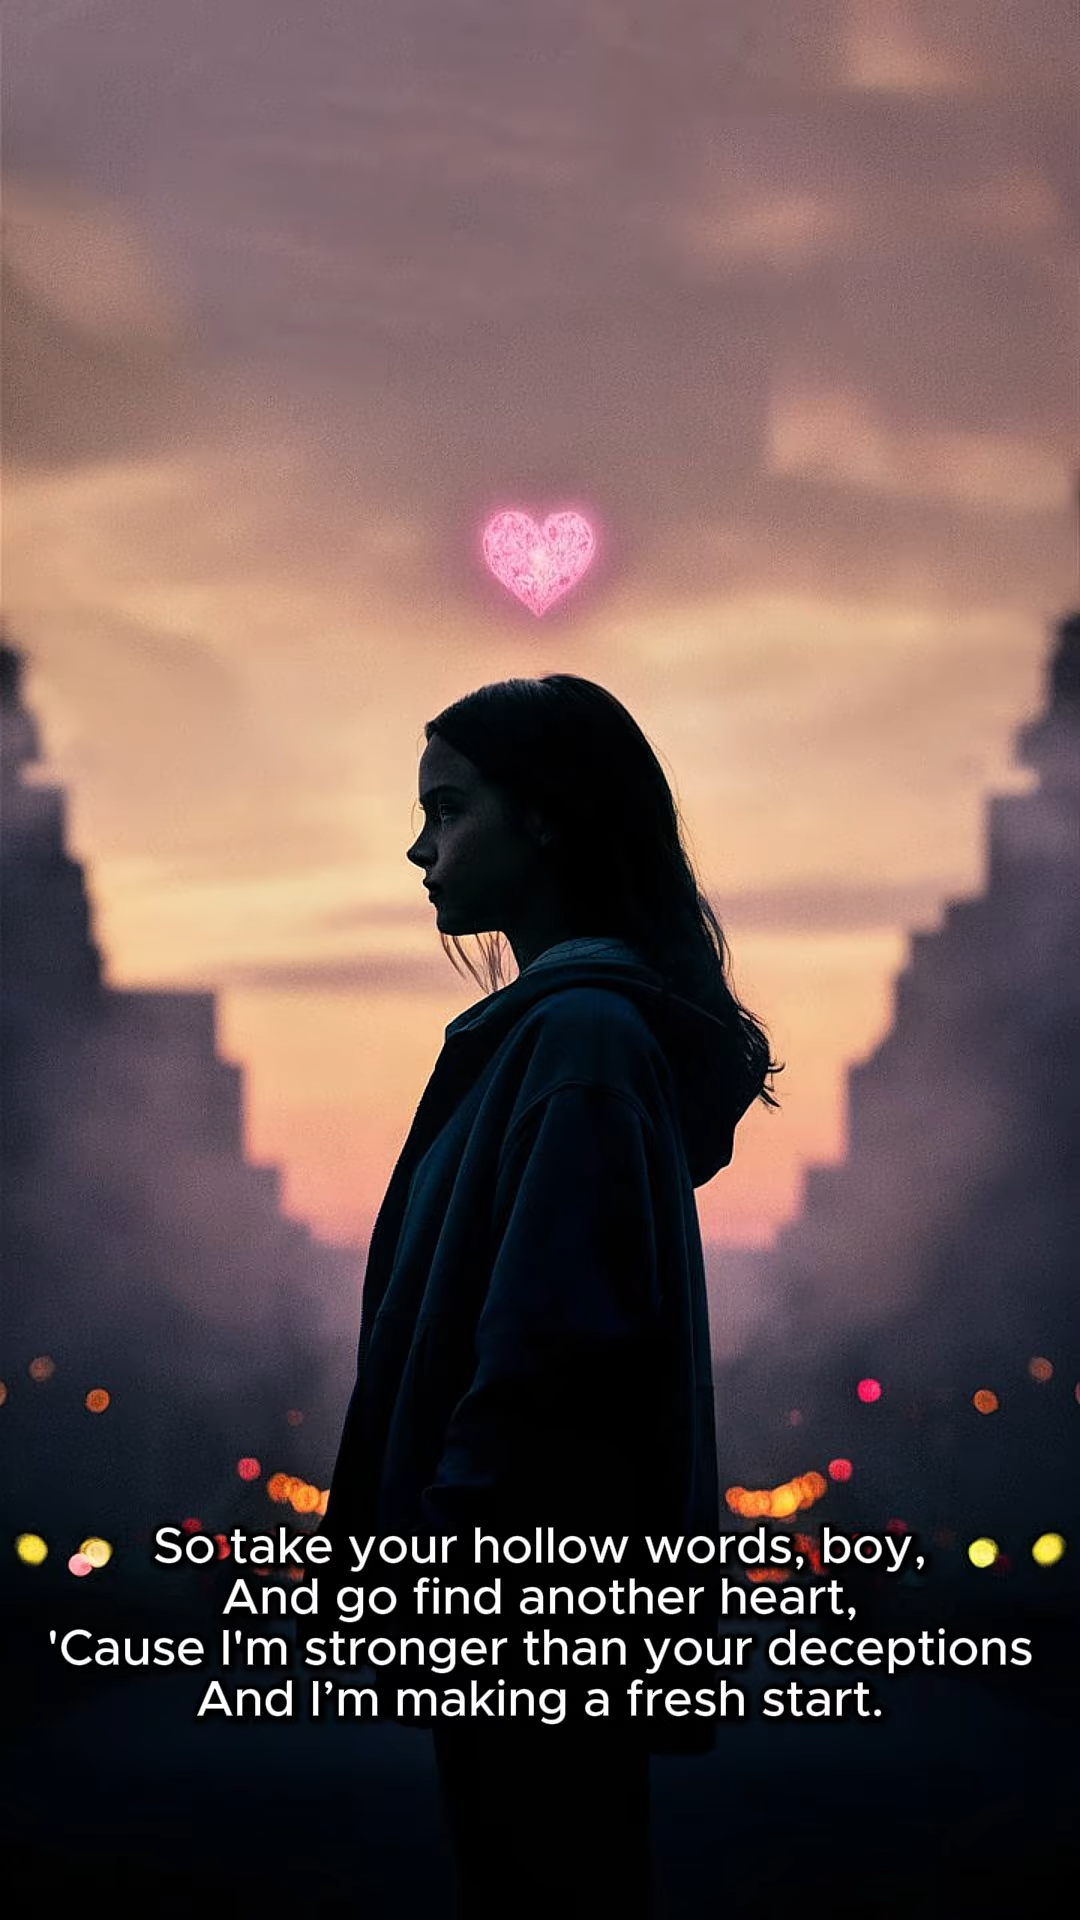 So take your hollow words, boy,
And go find another heart,
'Cause I'm stronger than your deceptions
And I’m making a fresh start.